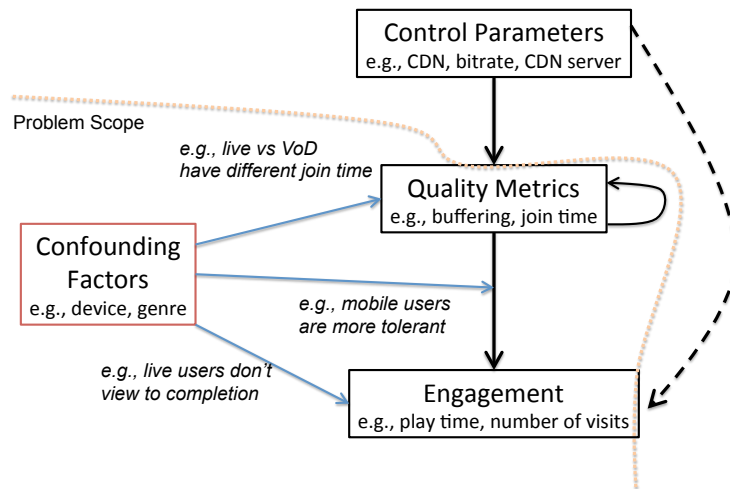 Control Parameters
e.g., CDN, bitrate, CDN server
Problem Scope
e.g., live vs VoD
have different join time
Quality Metrics
e.g., buffering, join time
Confounding
Factors
e.g., device, genre
e.g., mobile users
are more tolerant
e.g., live users don't
view to completion
Engagement
e.g., play time, number of visits